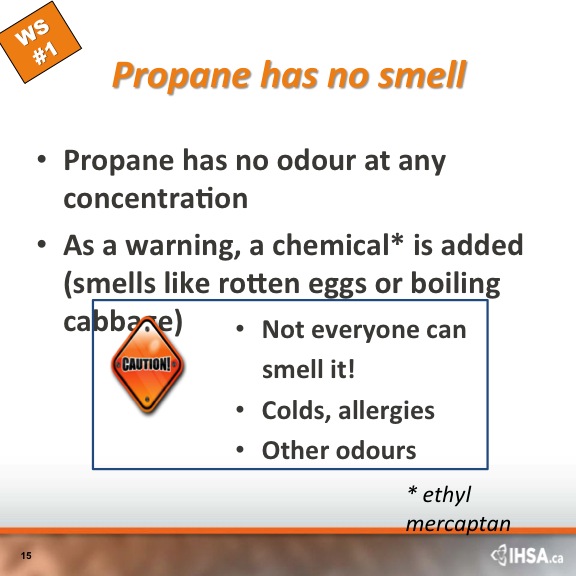 WS
#1
Propane has no smell
• Propane has no odour at any
concentration
• As a warning, a chemical* is added
(smells like rotten eggs or boiling
cabbage)
CAUTION!
• Not everyone can
smell it!
• Colds, allergies
• Other odours
* ethyl
mercaptan
15
IHSA.ca